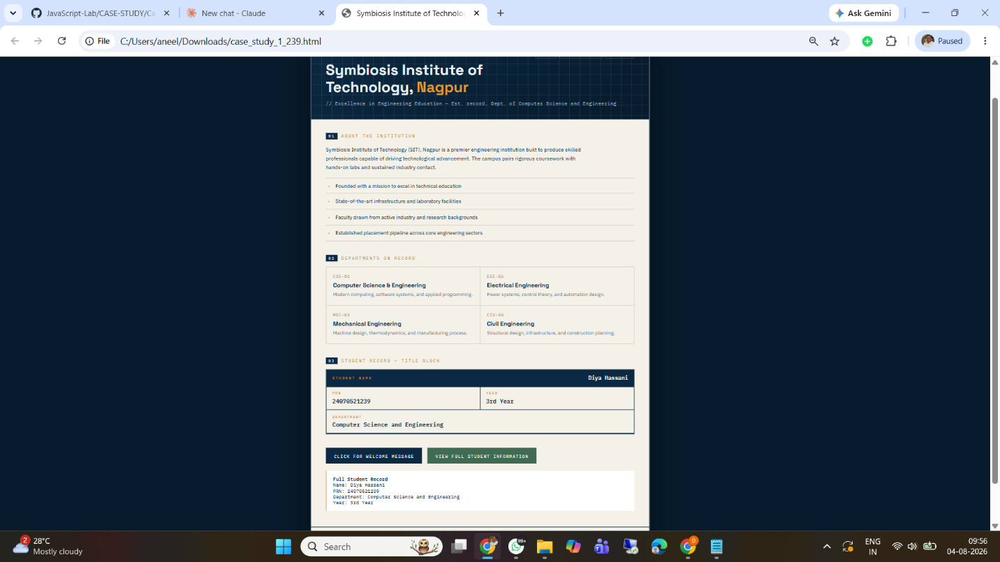 JavaScript-Lab/CASE-STUDY/Ca
New chat - Claude
Symbiosis Institute of Technolo
Ask Gemini
File
C:/Users/aneel/Downloads/case_study_1_239.html
Paused
Symbiosis Institute of
Technology, Nagpur
// Excellence in Engineering Education — Est. record, Dept. of Computer Science and Engineering
01 ABOUT THE INSTITUTION
Symbiosis Institute of Technology (SIT), Nagpur is a premier engineering institution built to produce skilled
professionals capable of driving technological advancement. The campus pairs rigorous coursework with
hands-on labs and sustained industry contact.
Founded with a mission to excel in technical education
State-of-the-art infrastructure and laboratory facilities
Faculty drawn from active industry and research backgrounds
Established placement pipeline across core engineering sectors
02 DEPARTMENTS ON RECORD
CSE-01
Computer Science & Engineering
Modern computing, software systems, and applied programming.
EEE-02
Electrical Engineering
Power systems, control theory, and automation design.
MEC-03
Mechanical Engineering
Machine design, thermodynamics, and manufacturing process.
CIV-04
Civil Engineering
Structural design, infrastructure, and construction planning.
03 STUDENT RECORD — TITLE BLOCK
STUDENT NAME
Diya Hassani
PRN
24070521239
YEAR
3rd Year
DEPARTMENT
Computer Science and Engineering
CLICK FOR WELCOME MESSAGE
VIEW FULL STUDENT INFORMATION
Full Student Record
Name: Diya Hassani
PRN: 24070521239
Department: Computer Science and Engineering
Year: 3rd Year
2
28°C
Mostly cloudy
Search
99+
0
ENG
IN
09:56
04-08-2026